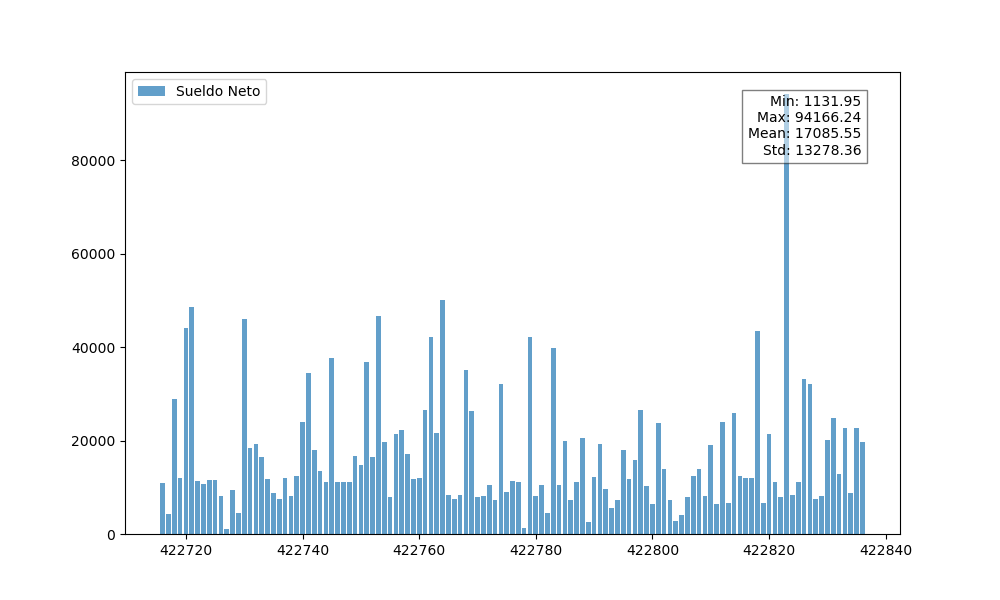 Sueldo Neto
Min: 1131.95
Max: 94166.24
Mean: 17085.55
Std: 13278.36
80000
60000
40000
20000
0
422720 422740 422760 422780 422800 422820 422840